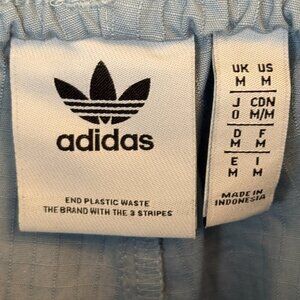 adidas
END PLASTIC WASTE
THE BRAND WITH THE 3 STRIPES
UK US
M M
J CDN
O M/M
D F
M M
E I
M M
MADE IN
INDONESIA